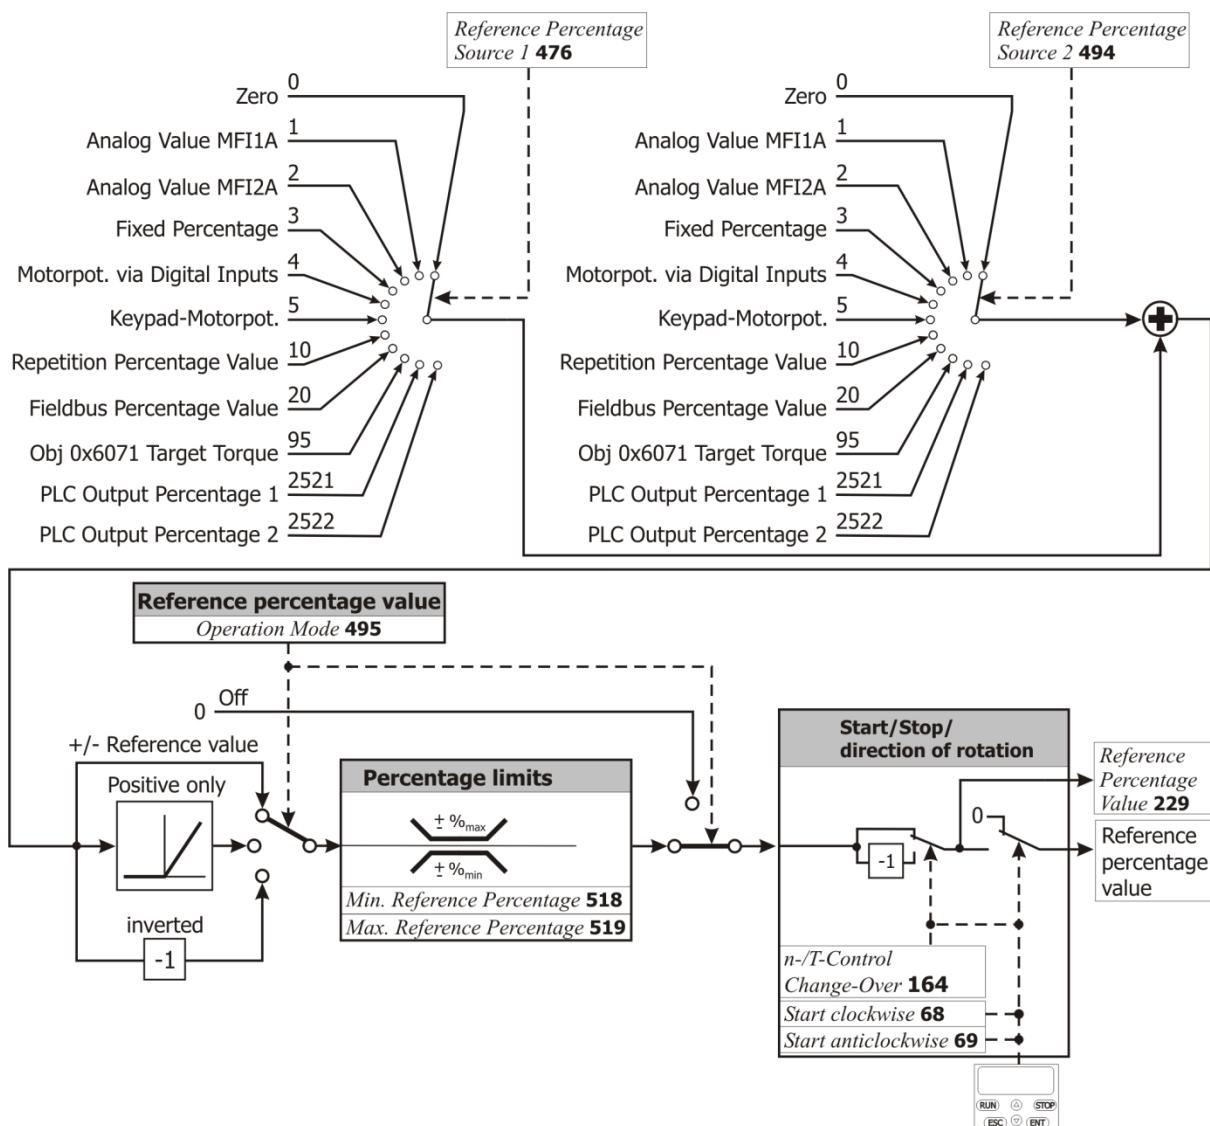 Reference Percentage
Source 1 476
Reference Percentage
Source 2 494
Zero 0
Analog Value MFI1A 1
Analog Value MFI2A 2
Fixed Percentage 3
Motorpot. via Digital Inputs 4
Keypad-Motorpot. 5
Repetition Percentage Value 10
Fieldbus Percentage Value 20
Obj 0x6071 Target Torque 95
PLC Output Percentage 1 2521
PLC Output Percentage 2 2522
Zero 0
Analog Value MFI1A 1
Analog Value MFI2A 2
Fixed Percentage 3
Motorpot. via Digital Inputs 4
Keypad-Motorpot. 5
Repetition Percentage Value 10
Fieldbus Percentage Value 20
Obj 0x6071 Target Torque 95
PLC Output Percentage 1 2521
PLC Output Percentage 2 2522
Reference percentage value
Operation Mode 495
0 Off
+/- Reference value
Positive only
inverted
-1
Percentage limits
± %max
± %min
Min. Reference Percentage 518
Max. Reference Percentage 519
Start/Stop/
direction of rotation
-1
0
n-/T-Control
Change-Over 164
Start clockwise 68
Start anticlockwise 69
Reference
Percentage
Value 229
Reference
percentage
value
RUN STOP
ESC ENT